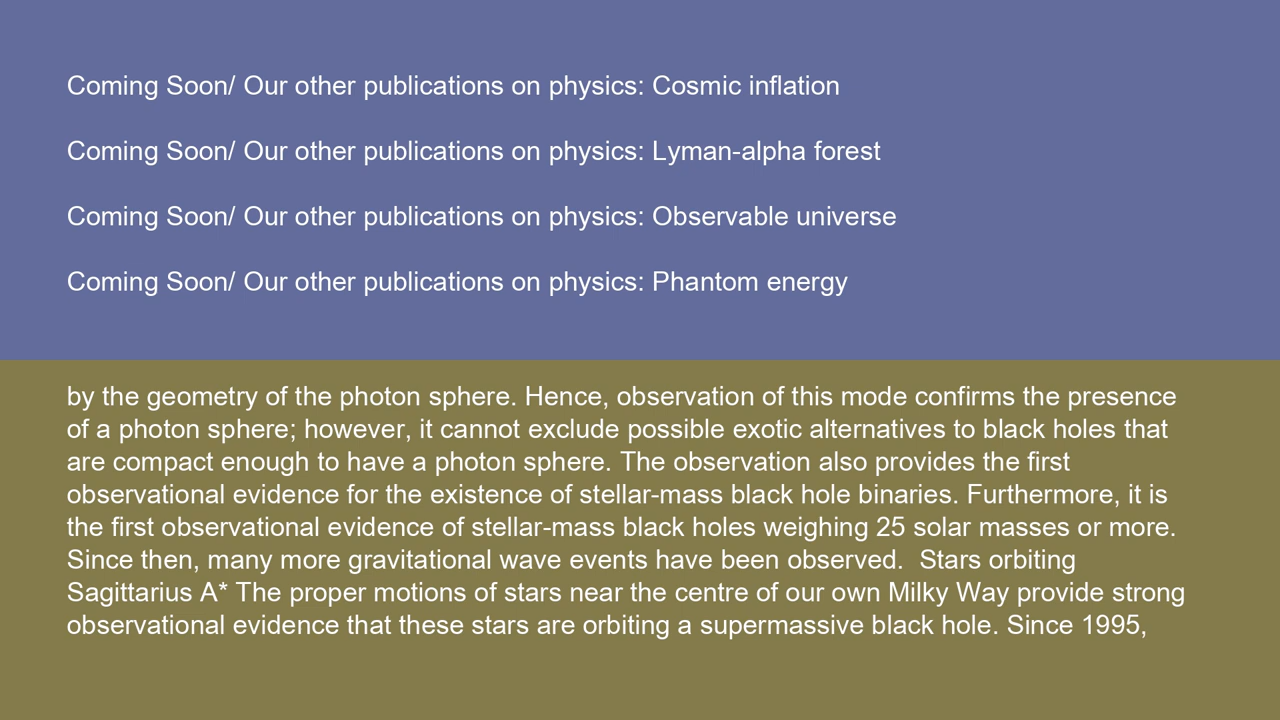 Coming Soon/ Our other publications on physics: Cosmic inflation
Coming Soon/ Our other publications on physics: Lyman-alpha forest
Coming Soon/ Our other publications on physics: Observable universe
Coming Soon/ Our other publications on physics: Phantom energy
by the geometry of the photon sphere. Hence, observation of this mode confirms the presence
of a photon sphere; however, it cannot exclude possible exotic alternatives to black holes that
are compact enough to have a photon sphere. The observation also provides the first
observational evidence for the existence of stellar-mass black hole binaries. Furthermore, it is
the first observational evidence of stellar-mass black holes weighing 25 solar masses or more.
Since then, many more gravitational wave events have been observed.  Stars orbiting
Sagittarius A* The proper motions of stars near the centre of our own Milky Way provide strong
observational evidence that these stars are orbiting a supermassive black hole. Since 1995,